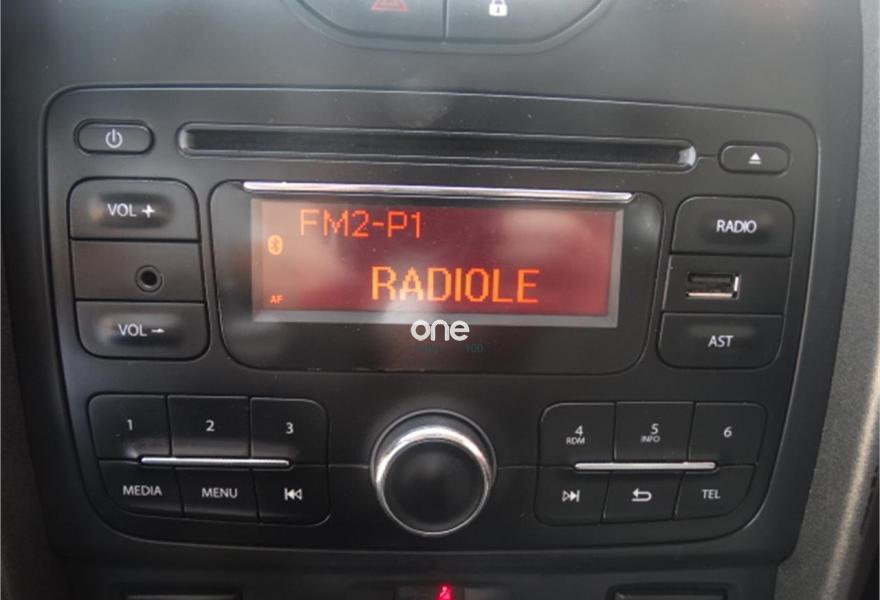 VOL +
RADIO
FM2-P1
RADIOLE
AF
VOL -
AST
one
100
1
2
3
4
RDM
5
INFO
6
MEDIA
MENU
TEL